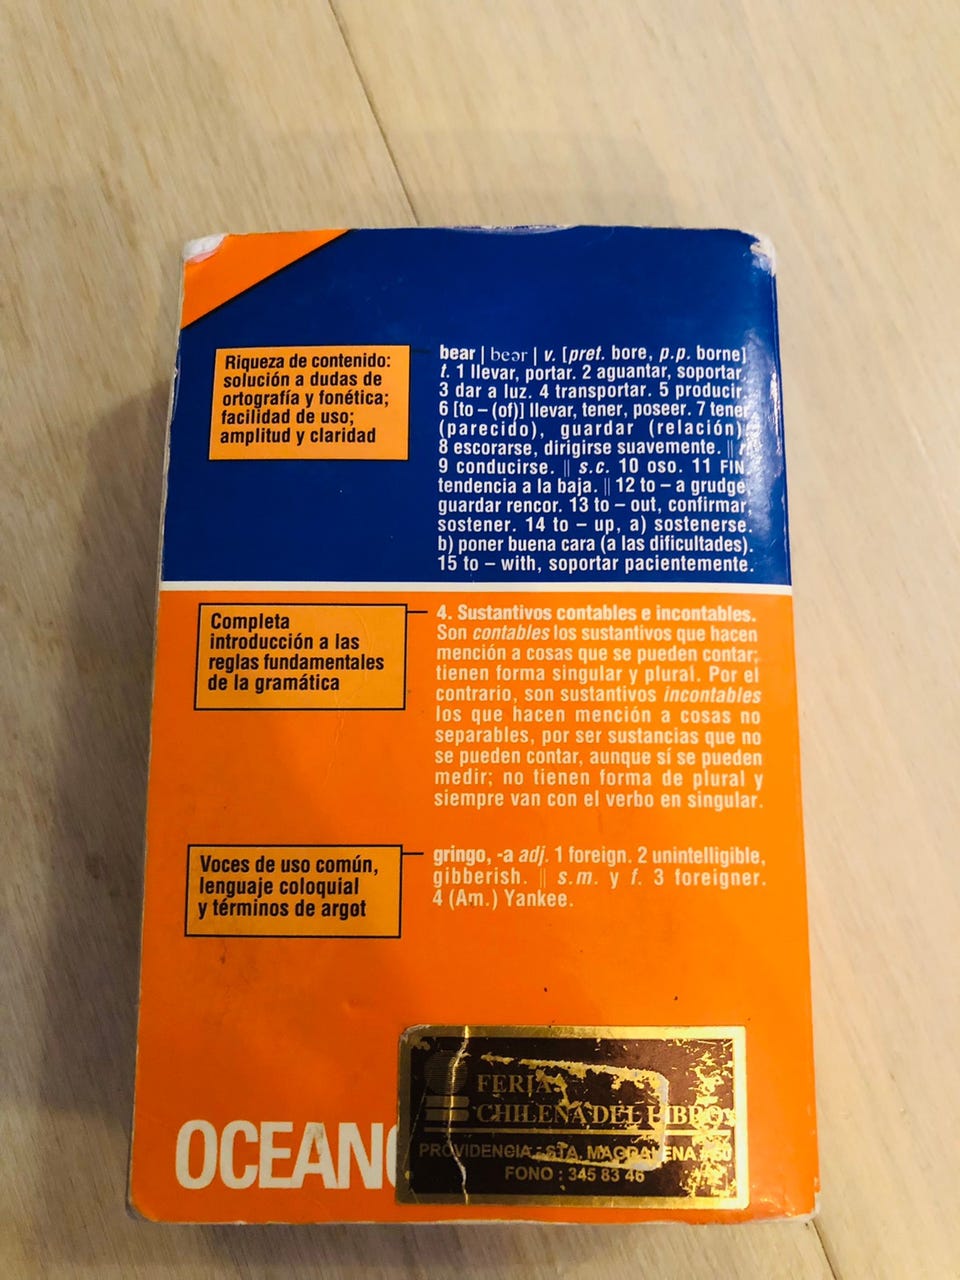 Riqueza de contenido:
solución a dudas de
ortografía y fonética;
facilidad de uso;
amplitud y claridad
bear | beər | v. [pret. bore, p.p. borne]
t. 1 llevar, portar. 2 aguantar, soportar.
3 dar a luz. 4 transportar. 5 producir.
6 [to – (of)] llevar, tener, poseer. 7 tener
(parecido), guardar (relación).
8 escorarse, dirigirse suavemente. || r.
9 conducirse. || s.c. 10 oso. 11 FIN.
tendencia a la baja. || 12 to – a grudge,
guardar rencor. 13 to – out, confirmar,
sostener. 14 to – up, a) sostenerse.
b) poner buena cara (a las dificultades).
15 to – with, soportar pacientemente.
Completa
introducción a las
reglas fundamentales
de la gramática
4. Sustantivos contables e incontables.
Son contables los sustantivos que hacen
mención a cosas que se pueden contar;
tienen forma singular y plural. Por el
contrario, son sustantivos incontables
los que hacen mención a cosas no
separables, por ser sustancias que no
se pueden contar, aunque sí se pueden
medir; no tienen forma de plural y
siempre van con el verbo en singular.
Voces de uso común,
lenguaje coloquial
y términos de argot
gringo, -a adj. 1 foreign. 2 unintelligible,
gibberish. || s.m. y f. 3 foreigner.
4 (Am.) Yankee.
OCEANO
FERIA
CHILENA DEL LIBRO
PROVIDENCIA : STA. MAGDALENA
FONO : 345 83 46